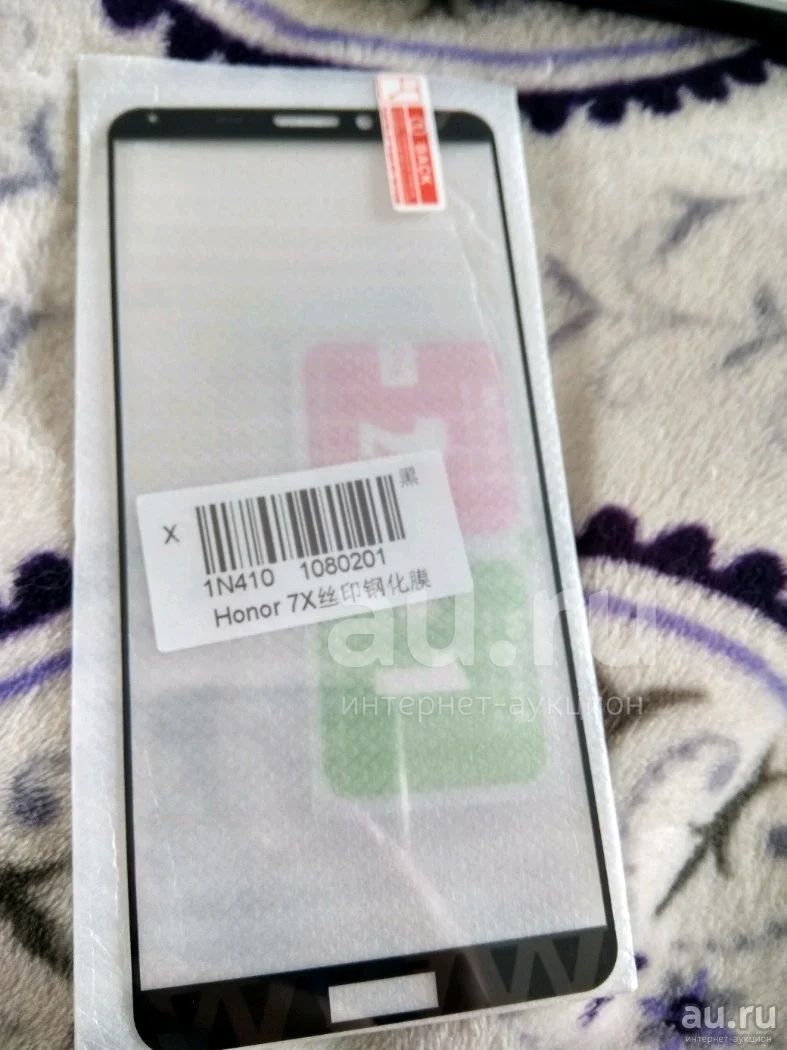 BACK
黑
X
1N410 1080201
Honor 7X丝印钢化膜
au.ru
интернет-аукцион
au.ru
интернет-аукцион